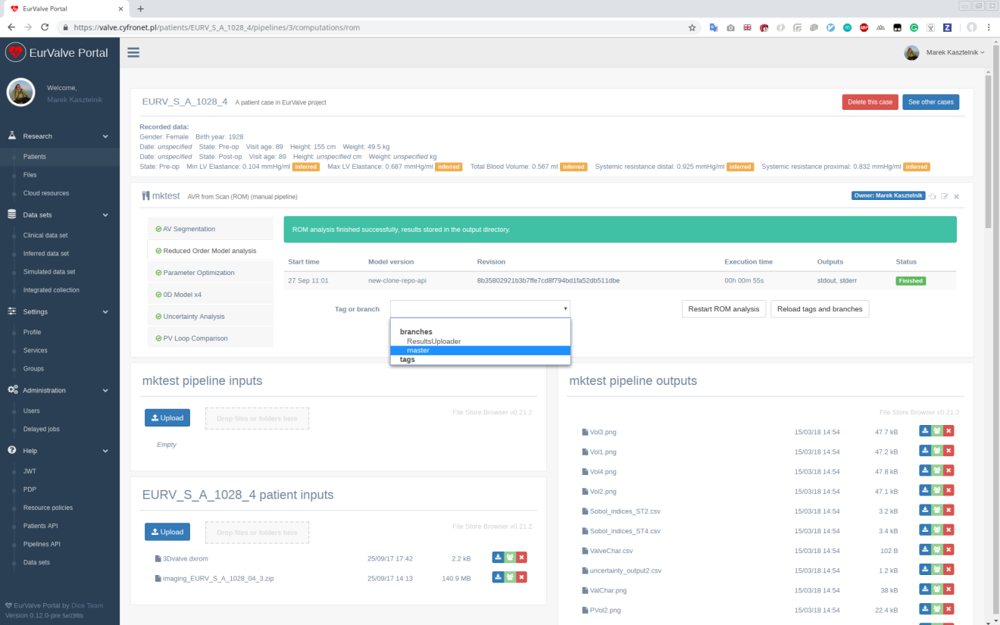 EurValve Portal
https://valve.cyfronet.pl/patients/EURV_S_A_1028_4/pipelines/3/computations/rom
EurValve Portal
Marek Kasztelnik
Welcome,
Marek Kasztelnik
Research
Patients
Files
Cloud resources
Data sets
Clinical data set
Inferred data set
Simulated data set
Integrated collection
Settings
Profile
Services
Groups
Administration
Users
Delayed jobs
Help
JWT
PDP
Resource policies
Patients API
Pipelines API
Data sets
EurValve Portal by Dice Team
Version 0.12.0-pre 5e03f8b
EURV_S_A_1028_4 A patient case in EurValve project
Delete this case
See other cases
Recorded data:
Gender: Female Birth year: 1928
Date: unspecified State: Pre-op Visit age: 89 Height: 155 cm Weight: 49.5 kg
Date: unspecified State: Post-op Visit age: 89 Height: unspecified cm Weight: unspecified kg
State: Pre-op Min LV Elastance: 0.104 mmHg/ml inferred Max LV Elastance: 0.687 mmHg/ml inferred Total Blood Volume: 0.567 ml inferred Systemic resistance distal: 0.925 mmHg/ml inferred Systemic resistance proximal: 0.832 mmHg/ml inferred
mktest AVR from Scan (ROM) (manual pipeline)
Owner: Marek Kasztelnik
AV Segmentation
Reduced Order Model analysis
Parameter Optimization
0D Model x4
Uncertainty Analysis
PV Loop Comparison
ROM analysis finished successfully, results stored in the output directory.
Start time Model version Revision Execution time Outputs Status
27 Sep 11:01 new-clone-repo-api 8b35802921b3b7ffe7cd8f794bd1fa52db511dbe 00h 00m 55s stdout, stderr Finished
Tag or branch
Restart ROM analysis
Reload tags and branches
branches
ResultsUploader
master
tags
mktest pipeline inputs
Upload
Drop files or folders here
File Store Browser v0.21.2
Empty
EURV_S_A_1028_4 patient inputs
Upload
Drop files or folders here
File Store Browser v0.21.2
3Dvalve.dxrom 25/09/17 17:42 2.2 kB
imaging_EURV_S_A_1028_04_3.zip 25/09/17 14:13 140.9 MB
mktest pipeline outputs
File Store Browser v0.21.2
Vol3.png 15/03/18 14:54 47.7 kB
Vol1.png 15/03/18 14:54 47.2 kB
Vol4.png 15/03/18 14:54 47.8 kB
Vol2.png 15/03/18 14:54 47.1 kB
Sobol_indices_ST2.csv 15/03/18 14:54 3.2 kB
Sobol_indices_ST4.csv 15/03/18 14:54 3.4 kB
ValveChar.csv 15/03/18 14:54 102 B
uncertainty_output2.csv 15/03/18 14:54 1.2 kB
ValChar.png 15/03/18 14:54 38 kB
PVol2.png 15/03/18 14:54 22.4 kB